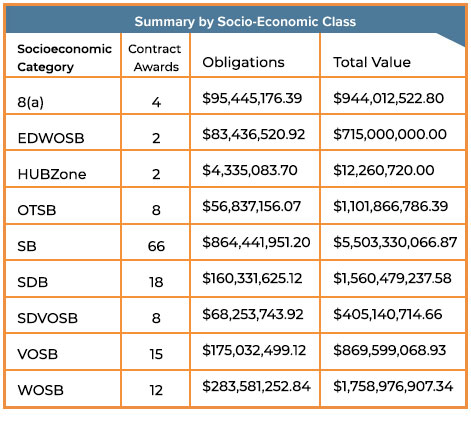 Summary by Socio-Economic Class
Socioeconomic Category Contract Awards Obligations Total Value
8(a) 4 $95,445,176.39 $944,012,522.80
EDWOSB 2 $83,436,520.92 $715,000,000.00
HUBZone 2 $4,335,083.70 $12,260,720.00
OTSB 8 $56,837,156.07 $1,101,866,786.39
SB 66 $864,441,951.20 $5,503,330,066.87
SDB 18 $160,331,625.12 $1,560,479,237.58
SDVOSB 8 $68,253,743.92 $405,140,714.66
VOSB 15 $175,032,499.12 $869,599,068.93
WOSB 12 $283,581,252.84 $1,758,976,907.34